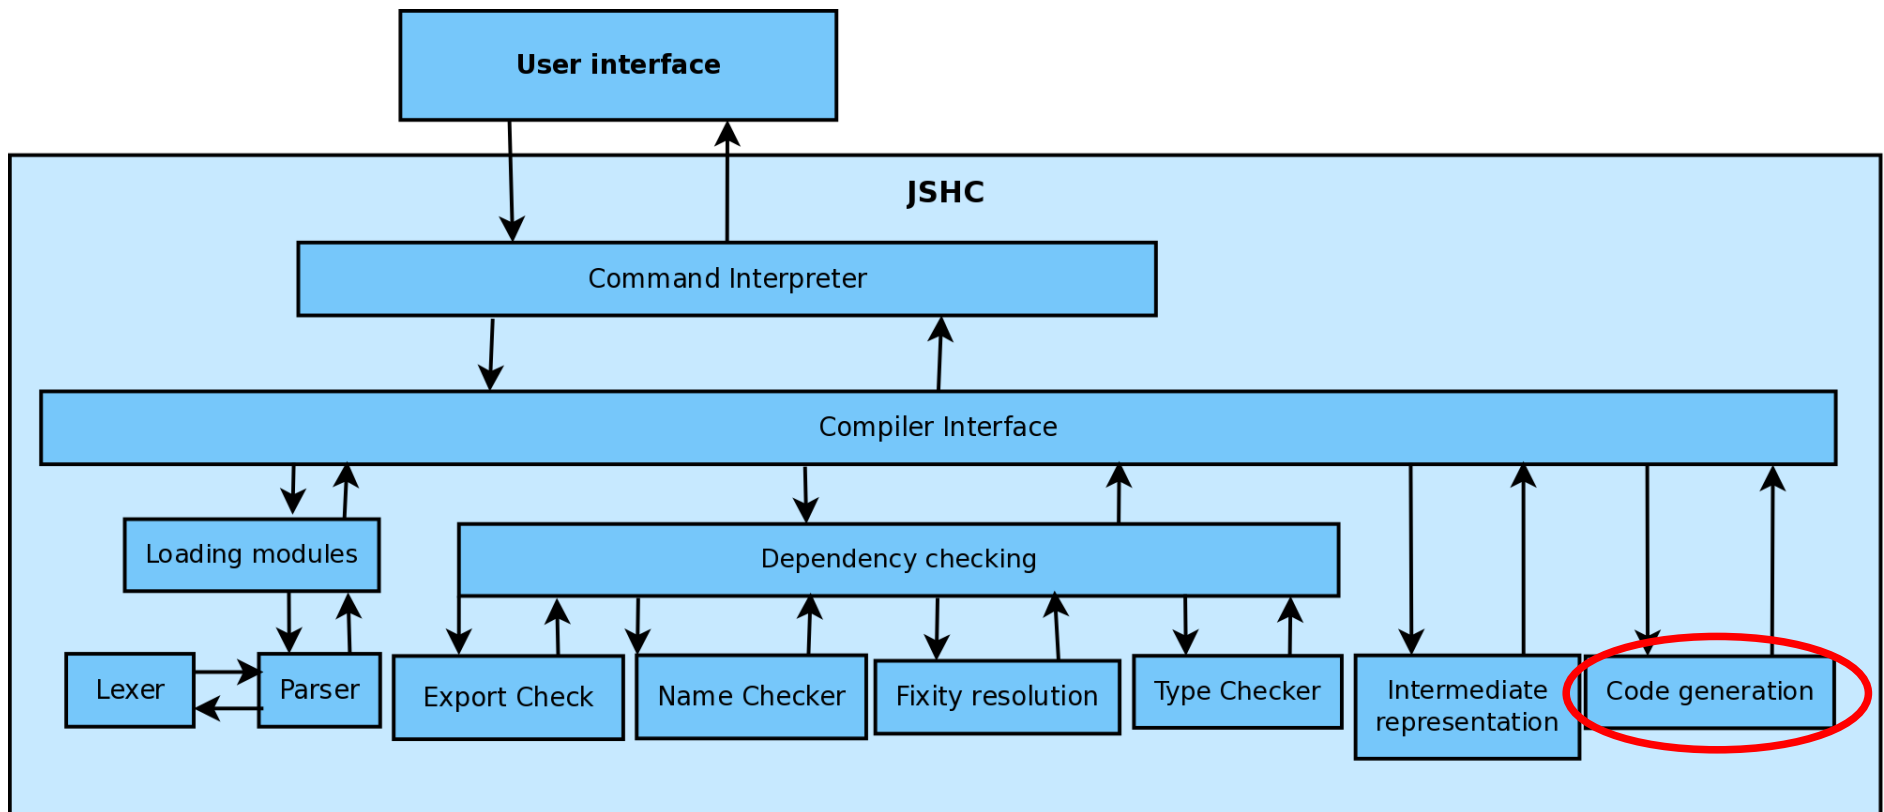 User interface
JSHC
Command Interpreter
Compiler Interface
Loading modules
Dependency checking
Lexer
Parser
Export Check
Name Checker
Fixity resolution
Type Checker
Intermediate
representation
Code generation